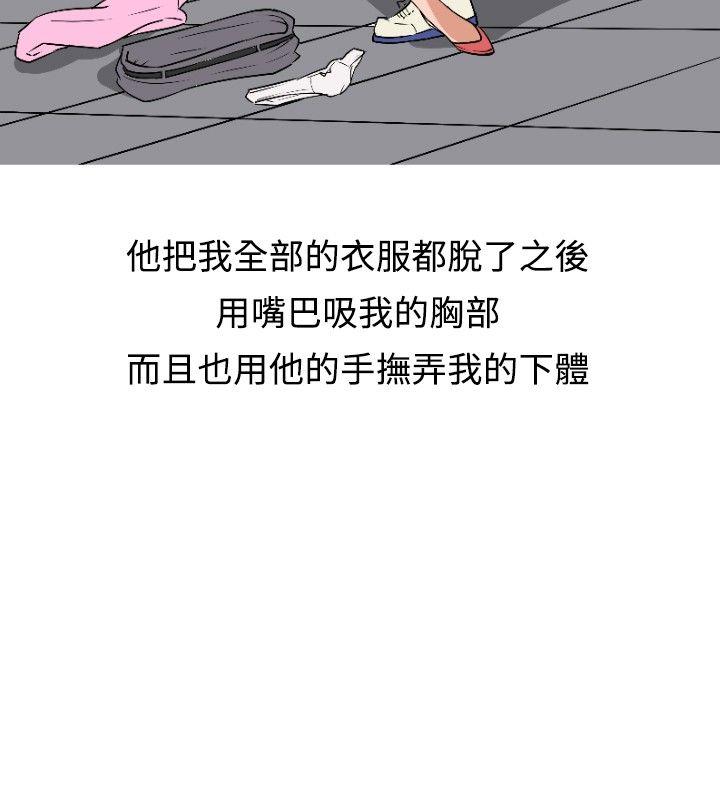 他把我全部的衣服都脫了之後
用嘴巴吸我的胸部
而且也用他的手撫弄我的下體